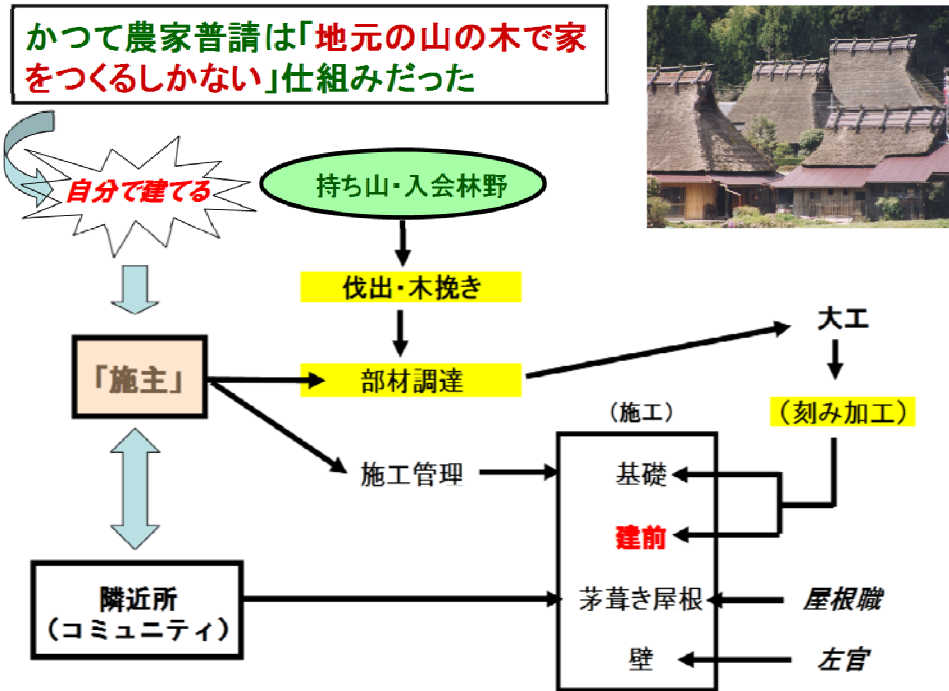 かつて農家普請は「地元の山の木で家
をつくるしかない」仕組みだった
自分で建てる
持ち山・入会林野
伐出・木挽き
大工
「施主」
部材調達
（施工）
（刻み加工）
施工管理
基礎
建前
隣近所
（コミュニティ）
茅葺き屋根
屋根職
壁
左官